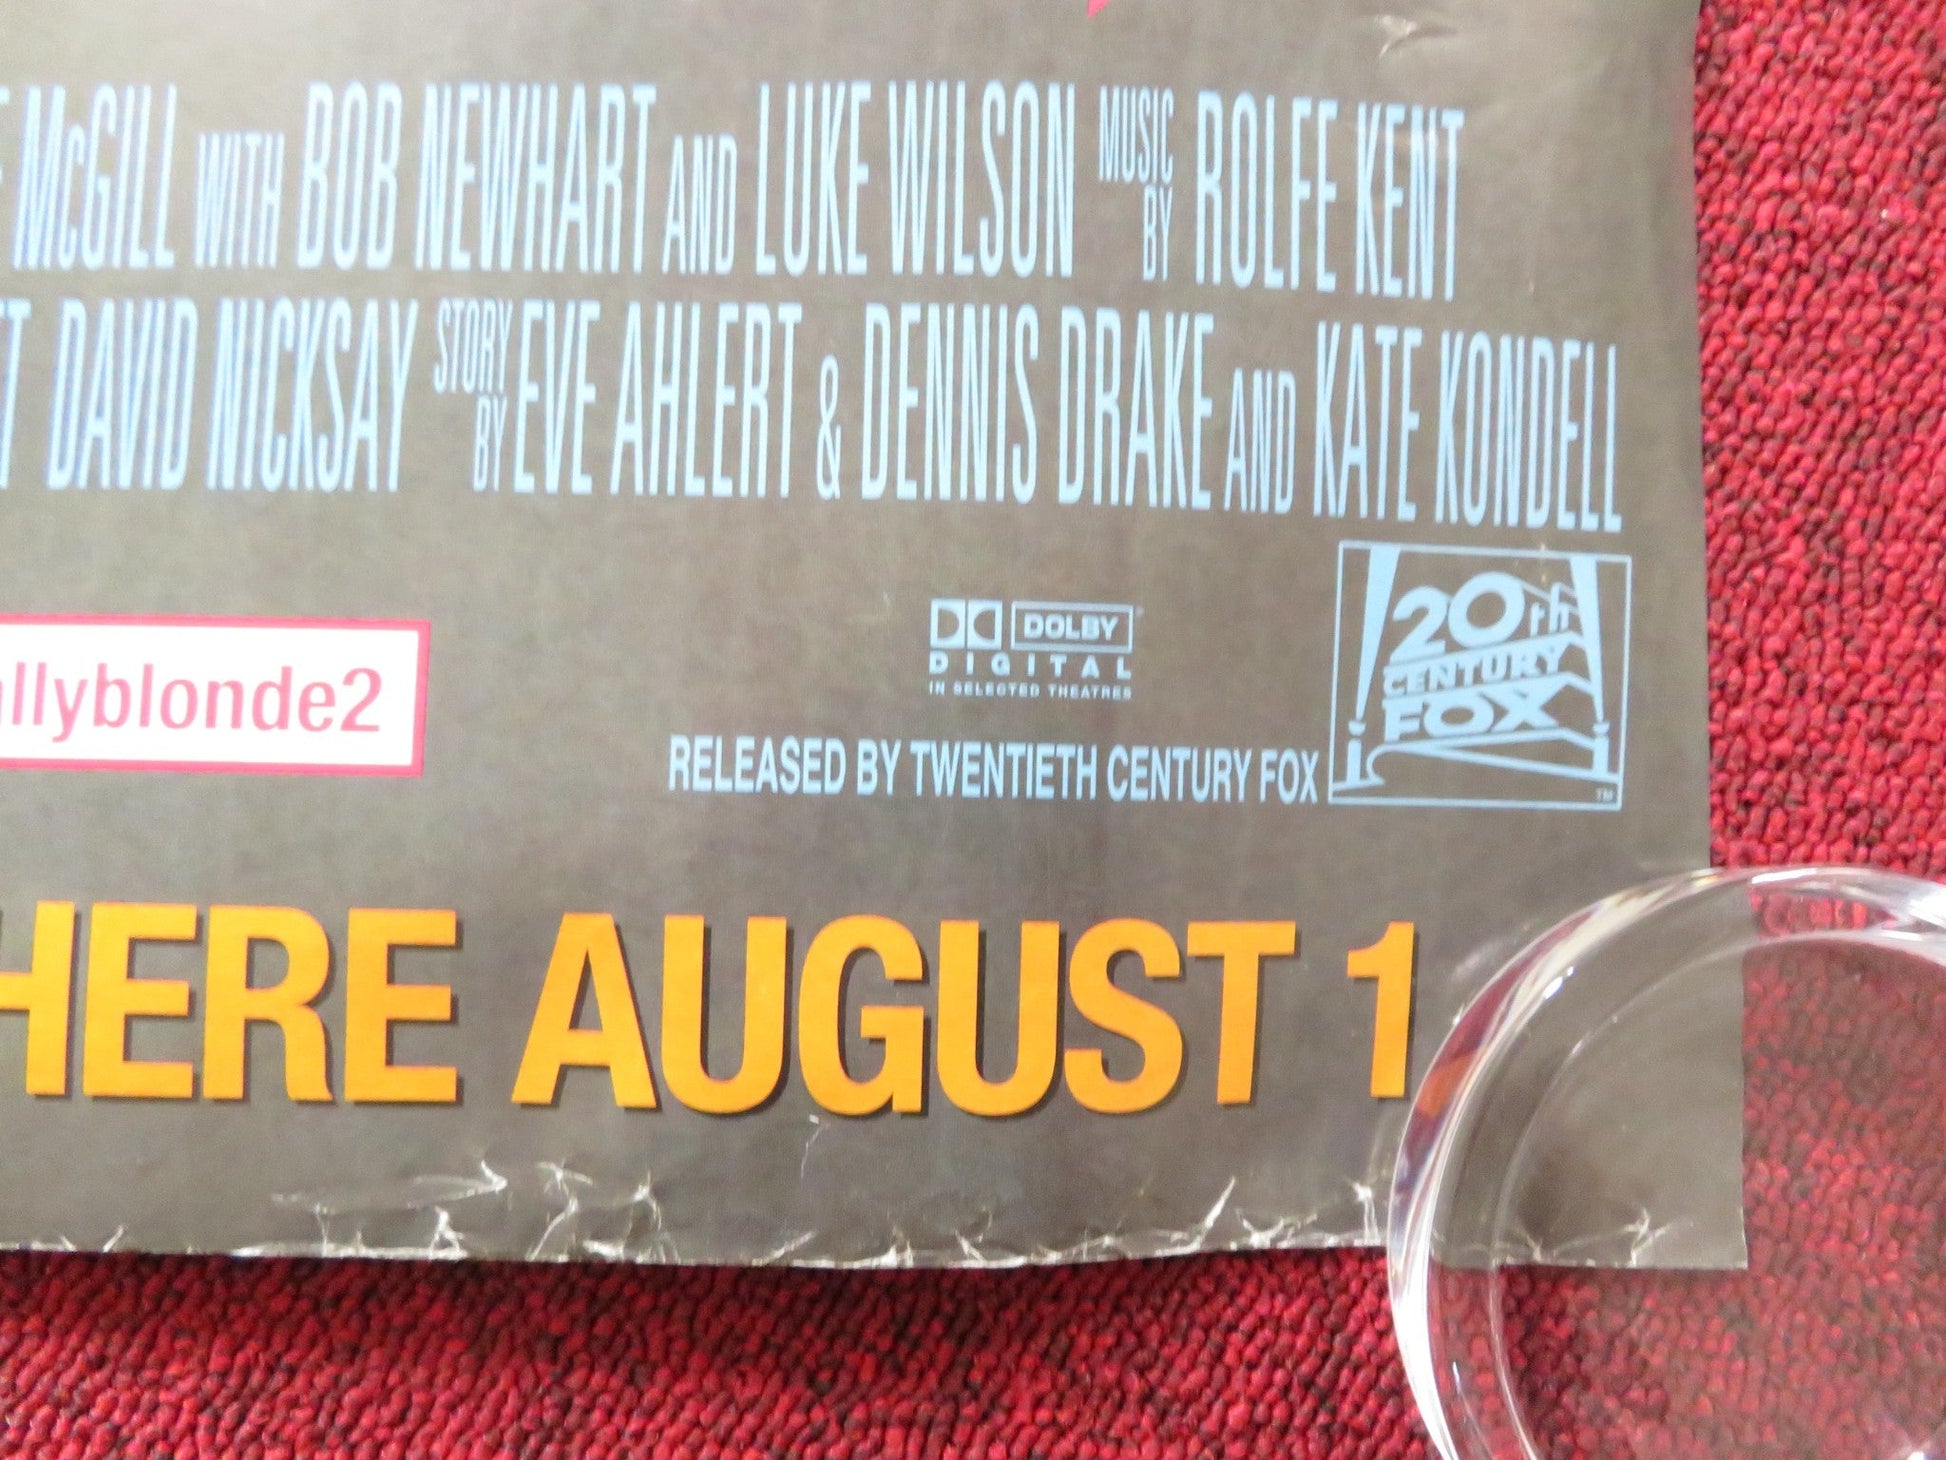 McGILL WITH BOB NEWHART AND LUKE WILSON MUSIC BY ROLFE KENT
DAVID NICKSAY STORY BY EVE AHLERT & DENNIS DRAKE AND KATE KONDELL
DOLBY
DIGITAL
IN SELECTED THEATRES
20th
CENTURY
FOX
TM
llyblonde2
RELEASED BY TWENTIETH CENTURY FOX
HERE AUGUST 1